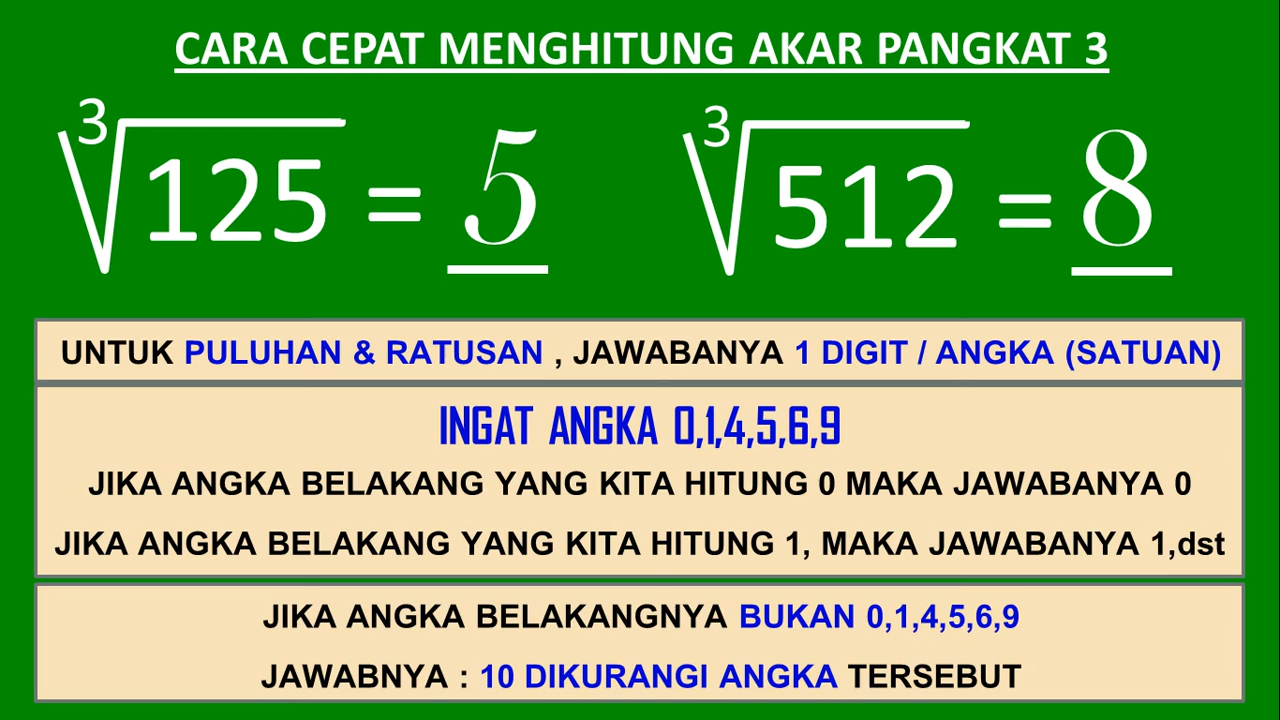 CARA CEPAT MENGHITUNG AKAR PANGKAT 3
∛125 = 5
∛512 = 8
UNTUK PULUHAN & RATUSAN , JAWABANYA 1 DIGIT / ANGKA (SATUAN)
INGAT ANGKA 0,1,4,5,6,9
JIKA ANGKA BELAKANG YANG KITA HITUNG 0 MAKA JAWABANYA 0
JIKA ANGKA BELAKANG YANG KITA HITUNG 1, MAKA JAWABANYA 1,dst
JIKA ANGKA BELAKANGNYA BUKAN 0,1,4,5,6,9
JAWABNYA : 10 DIKURANGI ANGKA TERSEBUT